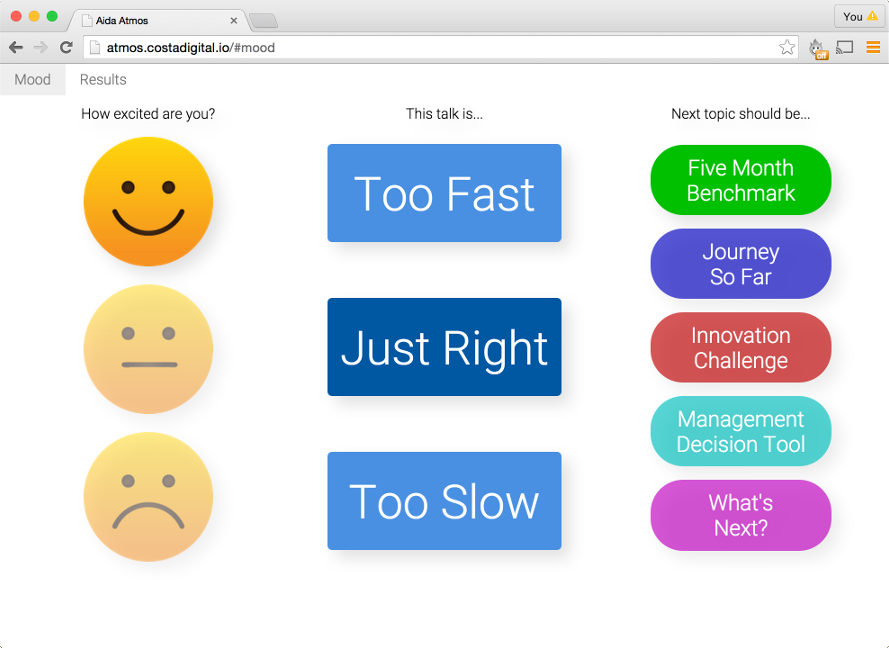 Aida Atmos
You
atmos.costadigital.io/#mood
off
Mood
Results
How excited are you?
This talk is...
Next topic should be...
Too Fast
Just Right
Too Slow
Five Month
Benchmark
Journey
So Far
Innovation
Challenge
Management
Decision Tool
What's
Next?